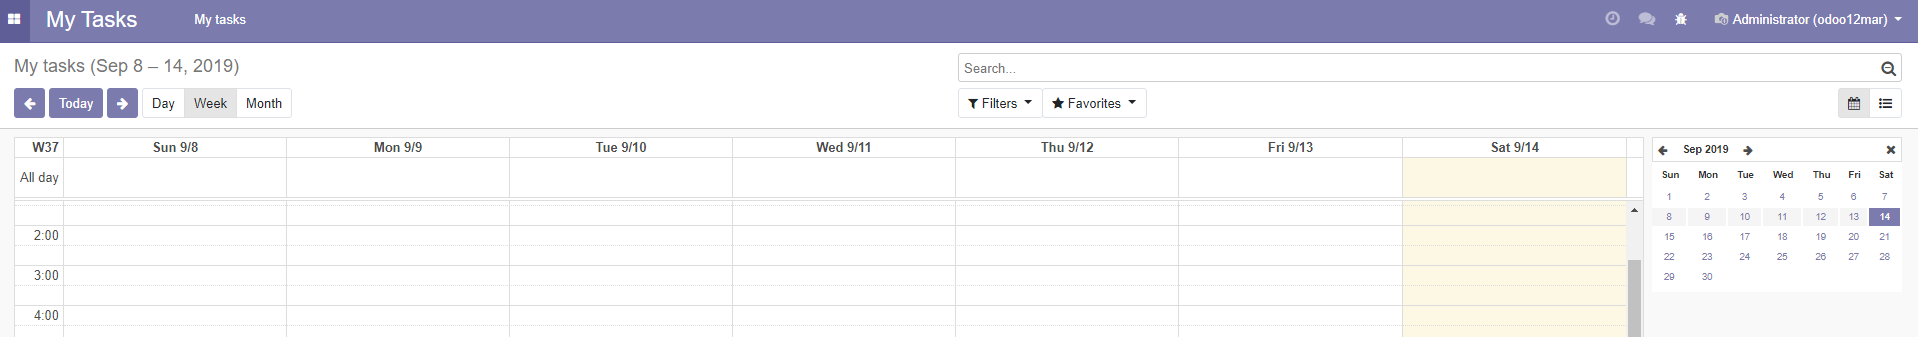 My Tasks My tasks Administrator (odoo12mar)
My tasks (Sep 8 – 14, 2019) Search...
Today Day Week Month Filters Favorites
W37 Sun 9/8 Mon 9/9 Tue 9/10 Wed 9/11 Thu 9/12 Fri 9/13 Sat 9/14
All day
2:00
3:00
4:00
Sep 2019
Sun Mon Tue Wed Thu Fri Sat
1 2 3 4 5 6 7
8 9 10 11 12 13 14
15 16 17 18 19 20 21
22 23 24 25 26 27 28
29 30